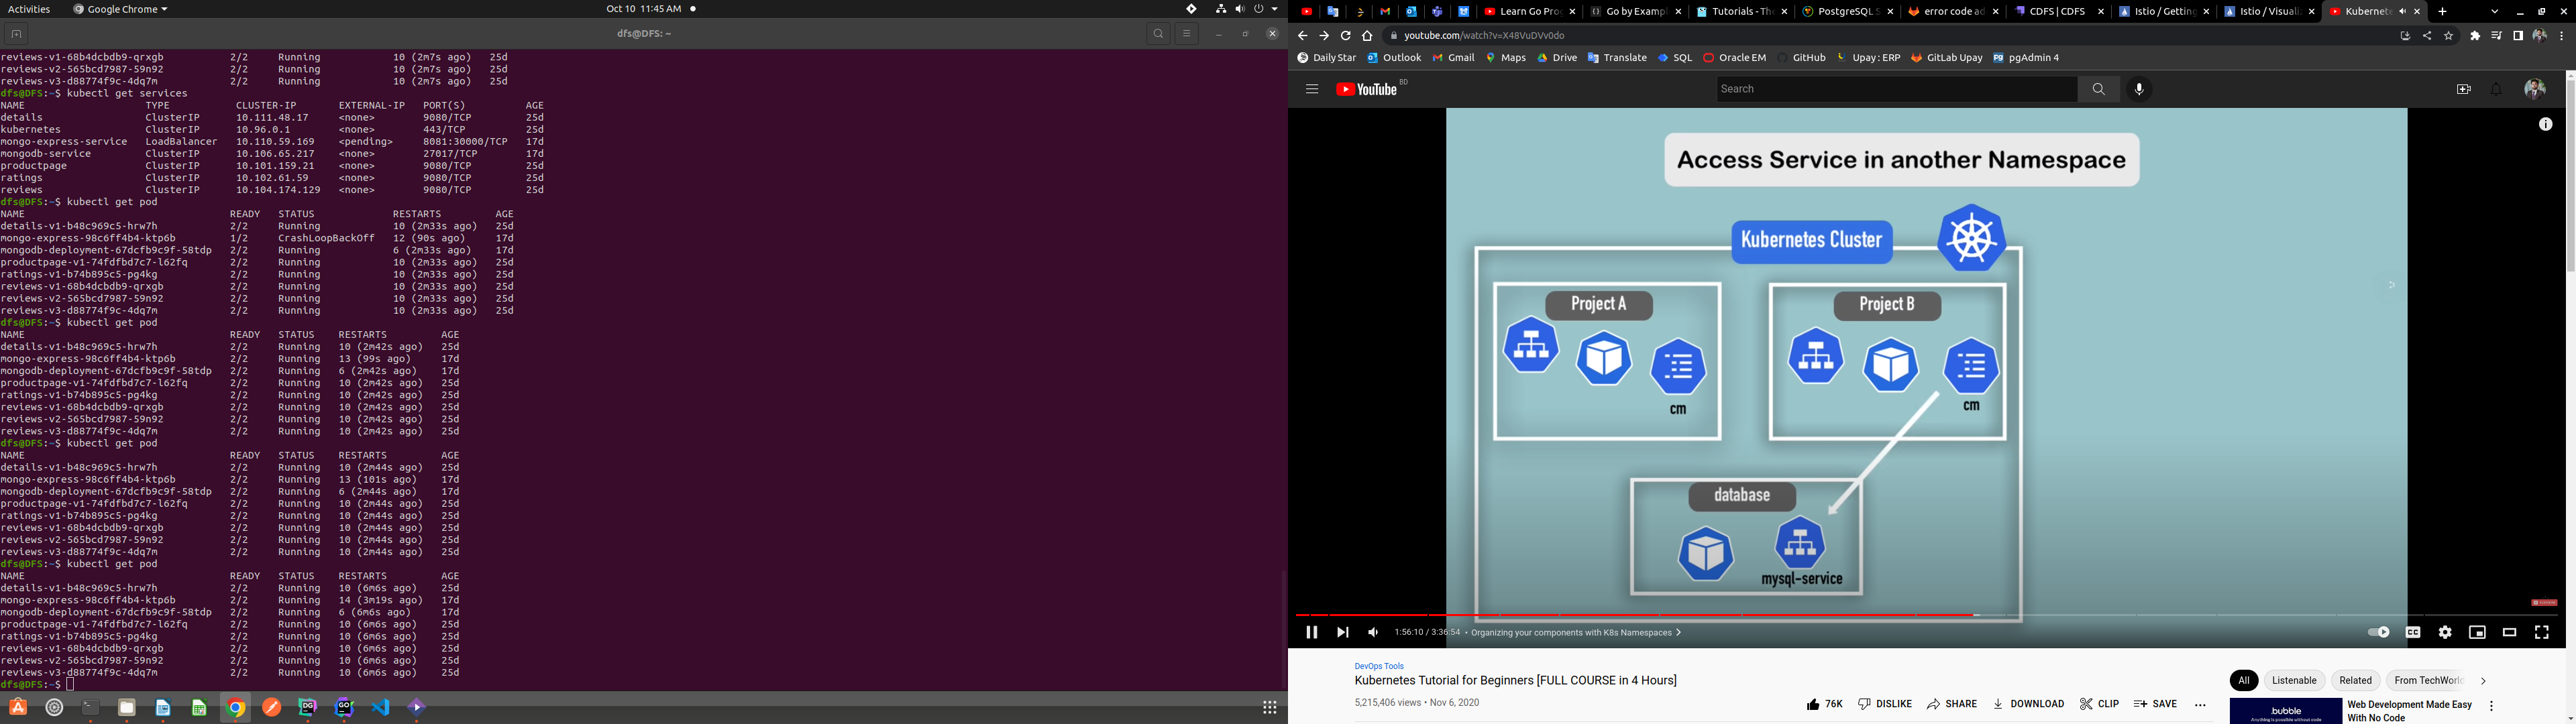 Activities
Google Chrome
Oct 10 11:45 AM
dfs@DFS: ~
reviews-v1-68b4dcbdb9-qrxgb 2/2 Running 10 (2m7s ago) 25d
reviews-v2-565bcd7987-59n92 2/2 Running 10 (2m7s ago) 25d
reviews-v3-d88774f9c-4dq7m 2/2 Running 10 (2m7s ago) 25d
dfs@DFS:~$ kubectl get services
NAME TYPE CLUSTER-IP EXTERNAL-IP PORT(S) AGE
details ClusterIP 10.111.48.17 <none> 9080/TCP 25d
kubernetes ClusterIP 10.96.0.1 <none> 443/TCP 25d
mongo-express-service LoadBalancer 10.110.59.169 <pending> 8081:30000/TCP 17d
mongodb-service ClusterIP 10.106.65.217 <none> 27017/TCP 17d
productpage ClusterIP 10.101.159.21 <none> 9080/TCP 25d
ratings ClusterIP 10.102.61.59 <none> 9080/TCP 25d
reviews ClusterIP 10.104.174.129 <none> 9080/TCP 25d
dfs@DFS:~$ kubectl get pod
NAME READY STATUS RESTARTS AGE
details-v1-b48c969c5-hrw7h 2/2 Running 10 (2m33s ago) 25d
mongo-express-98c6ff4b4-ktp6b 1/2 CrashLoopBackOff 12 (90s ago) 17d
mongodb-deployment-67dcfb9c9f-58tdp 2/2 Running 6 (2m33s ago) 17d
productpage-v1-74fdfbd7c7-l62fq 2/2 Running 10 (2m33s ago) 25d
ratings-v1-b74b895c5-pg4kg 2/2 Running 10 (2m33s ago) 25d
reviews-v1-68b4dcbdb9-qrxgb 2/2 Running 10 (2m33s ago) 25d
reviews-v2-565bcd7987-59n92 2/2 Running 10 (2m33s ago) 25d
reviews-v3-d88774f9c-4dq7m 2/2 Running 10 (2m33s ago) 25d
dfs@DFS:~$ kubectl get pod
NAME READY STATUS RESTARTS AGE
details-v1-b48c969c5-hrw7h 2/2 Running 10 (2m42s ago) 25d
mongo-express-98c6ff4b4-ktp6b 2/2 Running 13 (99s ago) 17d
mongodb-deployment-67dcfb9c9f-58tdp 2/2 Running 6 (2m42s ago) 17d
productpage-v1-74fdfbd7c7-l62fq 2/2 Running 10 (2m42s ago) 25d
ratings-v1-b74b895c5-pg4kg 2/2 Running 10 (2m42s ago) 25d
reviews-v1-68b4dcbdb9-qrxgb 2/2 Running 10 (2m42s ago) 25d
reviews-v2-565bcd7987-59n92 2/2 Running 10 (2m42s ago) 25d
reviews-v3-d88774f9c-4dq7m 2/2 Running 10 (2m42s ago) 25d
dfs@DFS:~$ kubectl get pod
NAME READY STATUS RESTARTS AGE
details-v1-b48c969c5-hrw7h 2/2 Running 10 (2m44s ago) 25d
mongo-express-98c6ff4b4-ktp6b 2/2 Running 13 (101s ago) 17d
mongodb-deployment-67dcfb9c9f-58tdp 2/2 Running 6 (2m44s ago) 17d
productpage-v1-74fdfbd7c7-l62fq 2/2 Running 10 (2m44s ago) 25d
ratings-v1-b74b895c5-pg4kg 2/2 Running 10 (2m44s ago) 25d
reviews-v1-68b4dcbdb9-qrxgb 2/2 Running 10 (2m44s ago) 25d
reviews-v2-565bcd7987-59n92 2/2 Running 10 (2m44s ago) 25d
reviews-v3-d88774f9c-4dq7m 2/2 Running 10 (2m44s ago) 25d
dfs@DFS:~$ kubectl get pod
NAME READY STATUS RESTARTS AGE
details-v1-b48c969c5-hrw7h 2/2 Running 10 (6m6s ago) 25d
mongo-express-98c6ff4b4-ktp6b 2/2 Running 14 (3m19s ago) 17d
mongodb-deployment-67dcfb9c9f-58tdp 2/2 Running 6 (6m6s ago) 17d
productpage-v1-74fdfbd7c7-l62fq 2/2 Running 10 (6m6s ago) 25d
ratings-v1-b74b895c5-pg4kg 2/2 Running 10 (6m6s ago) 25d
reviews-v1-68b4dcbdb9-qrxgb 2/2 Running 10 (6m6s ago) 25d
reviews-v2-565bcd7987-59n92 2/2 Running 10 (6m6s ago) 25d
reviews-v3-d88774f9c-4dq7m 2/2 Running 10 (6m6s ago) 25d
dfs@DFS:~$
Learn Go Prog Go by Exampl Tutorials - The PostgreSQL S error code ad CDFS | CDFS Istio / Getting Istio / Visualiz Kubernete
youtube.com/watch?v=X48VuDVv0do
Daily Star Outlook Gmail Maps Drive Translate SQL Oracle EM GitHub Upay : ERP GitLab Upay pgAdmin 4
YouTube BD
Search
Access Service in another Namespace
Kubernetes Cluster
Project A
Project B
cm
cm
database
mysql-service
1:56:10 / 3:36:54 • Organizing your components with K8s Namespaces
DevOps Tools
Kubernetes Tutorial for Beginners [FULL COURSE in 4 Hours]
5,215,406 views • Nov 6, 2020
76K DISLIKE SHARE DOWNLOAD CLIP SAVE
All Listenable Related From TechWorld
.bubble
Anything is possible without code
Web Development Made Easy
With No Code